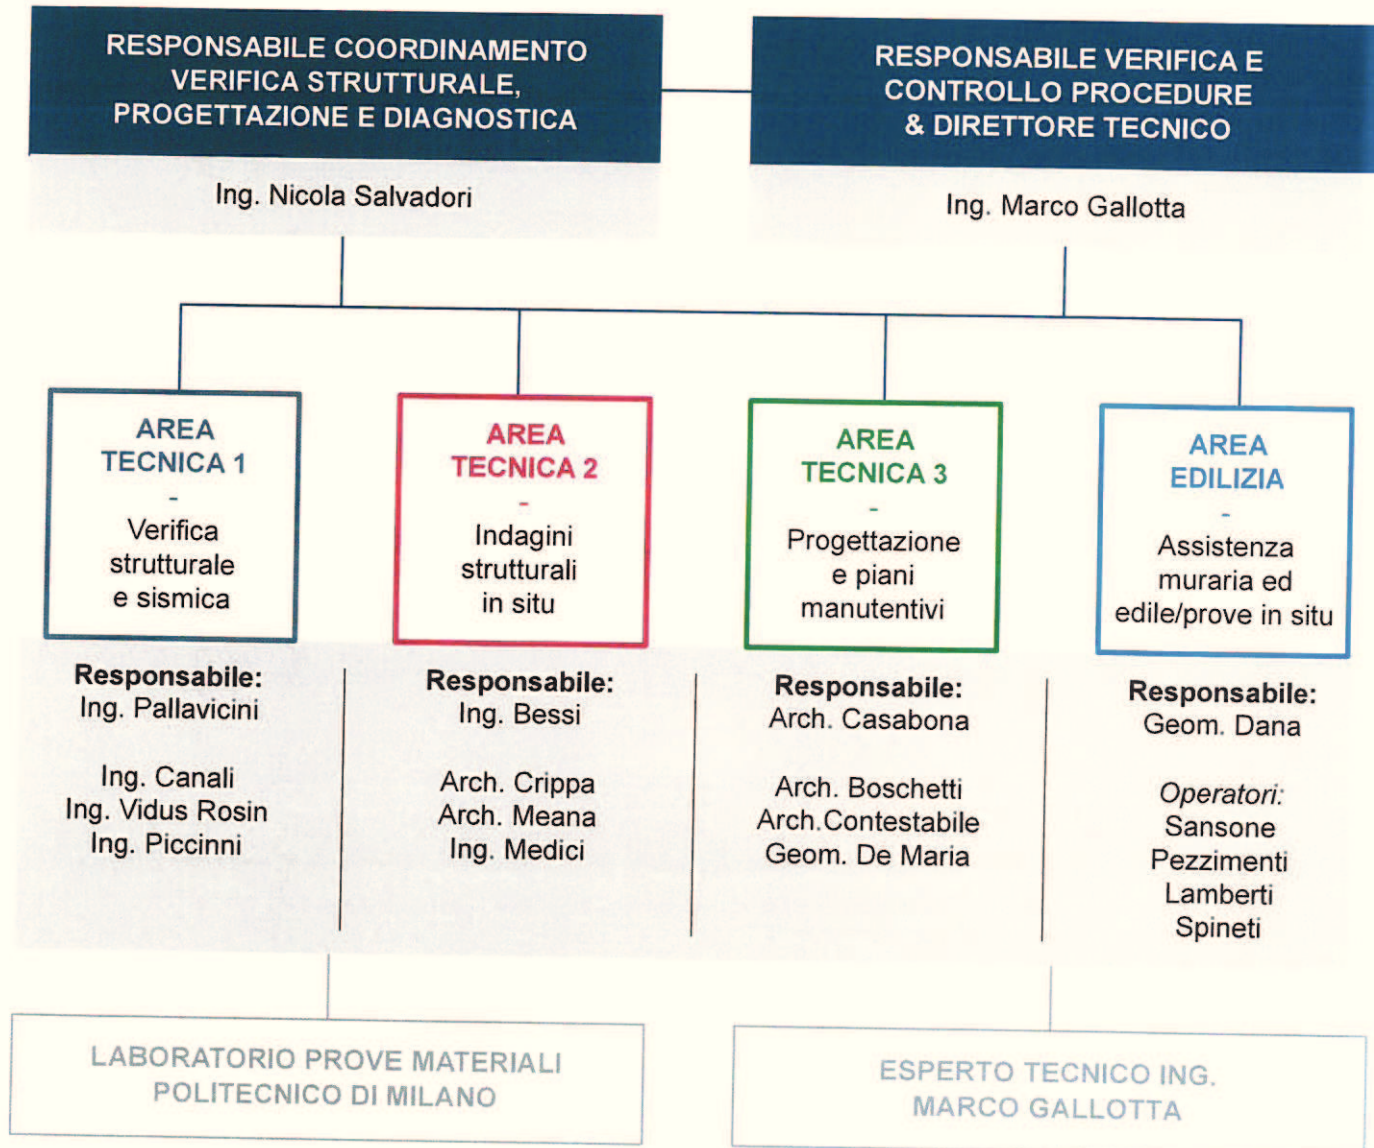 RESPONSABILE COORDINAMENTO
VERIFICA STRUTTURALE,
PROGETTAZIONE E DIAGNOSTICA
Ing. Nicola Salvadori
RESPONSABILE VERIFICA E
CONTROLLO PROCEDURE
& DIRETTORE TECNICO
Ing. Marco Gallotta
AREA
TECNICA 1
-
Verifica
strutturale
e sismica
Responsabile:
Ing. Pallavicini
Ing. Canali
Ing. Vidus Rosin
Ing. Piccinni
AREA
TECNICA 2
-
Indagini
strutturali
in situ
Responsabile:
Ing. Bessi
Arch. Crippa
Arch. Meana
Ing. Medici
AREA
TECNICA 3
-
Progettazione
e piani
manutentivi
Responsabile:
Arch. Casabona
Arch. Boschetti
Arch.Contestabile
Geom. De Maria
AREA
EDILIZIA
-
Assistenza
muraria ed
edile/prove in situ
Responsabile:
Geom. Dana
Operatori:
Sansone
Pezzimenti
Lamberti
Spineti
LABORATORIO PROVE MATERIALI
POLITECNICO DI MILANO
ESPERTO TECNICO ING.
MARCO GALLOTTA